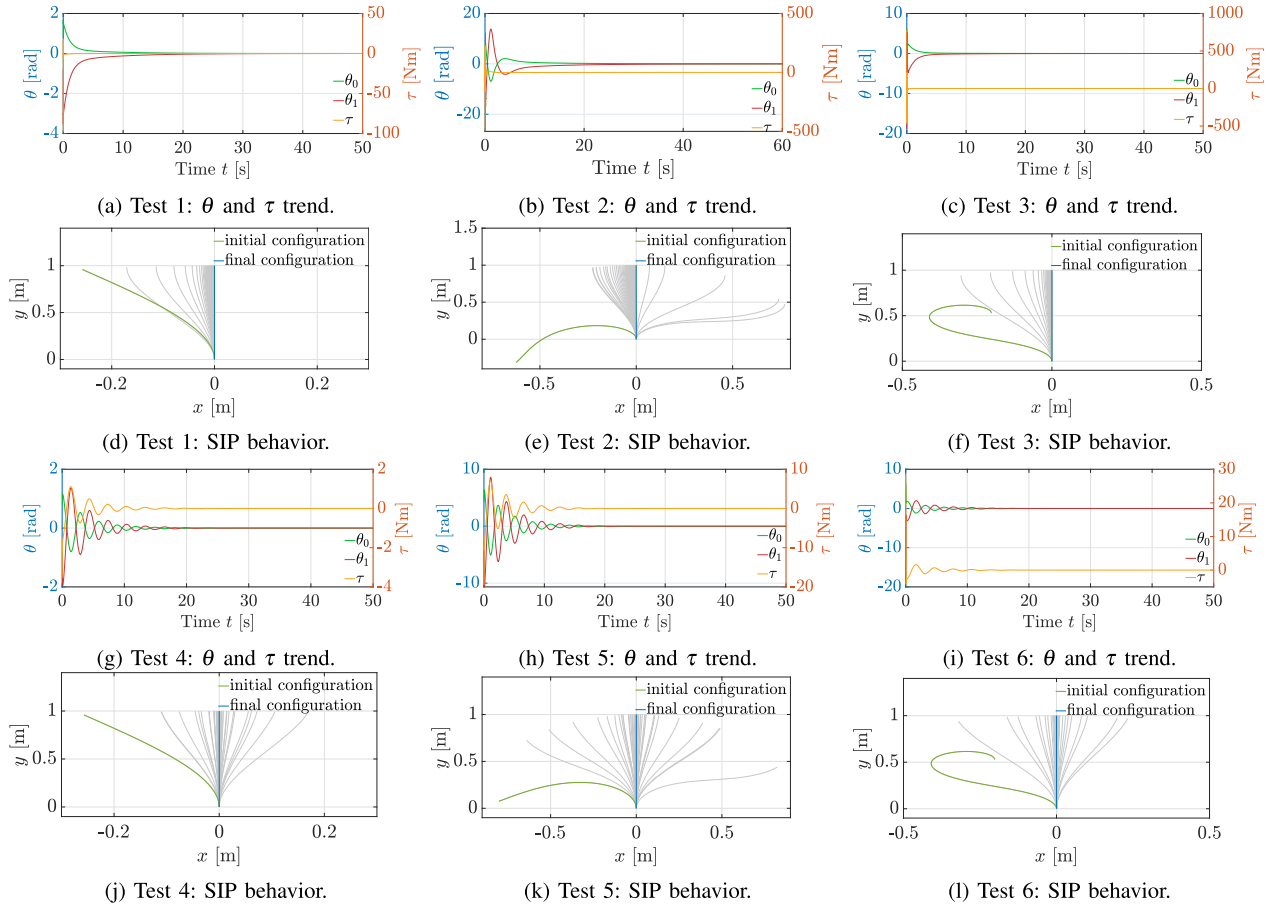 2 50 20 500 10 1000
0 0 0 0 0 500
-2 -50 -20 -500 -10 0
-4 -100 -20 -500
θ [rad] τ [Nm] θ [rad] τ [Nm] θ [rad] τ [Nm]
θ0 θ0 θ0
θ1 θ1 θ1
τ τ τ
0 10 20 30 40 50 0 10 20 30 40 50 60 0 10 20 30 40 50
Time t [s] Time t [s] Time t [s]
(a) Test 1: θ and τ trend. (b) Test 2: θ and τ trend. (c) Test 3: θ and τ trend.
initial configuration initial configuration initial configuration
final configuration final configuration final configuration
y [m] y [m] y [m]
1 1.5 1
0.5 1 0.5
0 0.5 0
0
-0.2 0 0.2 -0.5 0 0.5 -0.5 0 0.5
x [m] x [m] x [m]
(d) Test 1: SIP behavior. (e) Test 2: SIP behavior. (f) Test 3: SIP behavior.
2 2 10 10 20 30
0 0 0 0 10 20
-2 -2 -10 -10 0 10
-4 -20 -10 0
-20
θ [rad] τ [Nm] θ [rad] τ [Nm] θ [rad] τ [Nm]
θ0 θ0 θ0
θ1 θ1 θ1
τ τ τ
0 10 20 30 40 50 0 10 20 30 40 50 0 10 20 30 40 50
Time t [s] Time t [s] Time t [s]
(g) Test 4: θ and τ trend. (h) Test 5: θ and τ trend. (i) Test 6: θ and τ trend.
initial configuration initial configuration initial configuration
final configuration final configuration final configuration
y [m] y [m] y [m]
1 1 1
0.5 0.5 0.5
0 0 0
-0.2 0 0.2 -0.5 0 0.5 -0.5 0 0.5
x [m] x [m] x [m]
(j) Test 4: SIP behavior. (k) Test 5: SIP behavior. (l) Test 6: SIP behavior.